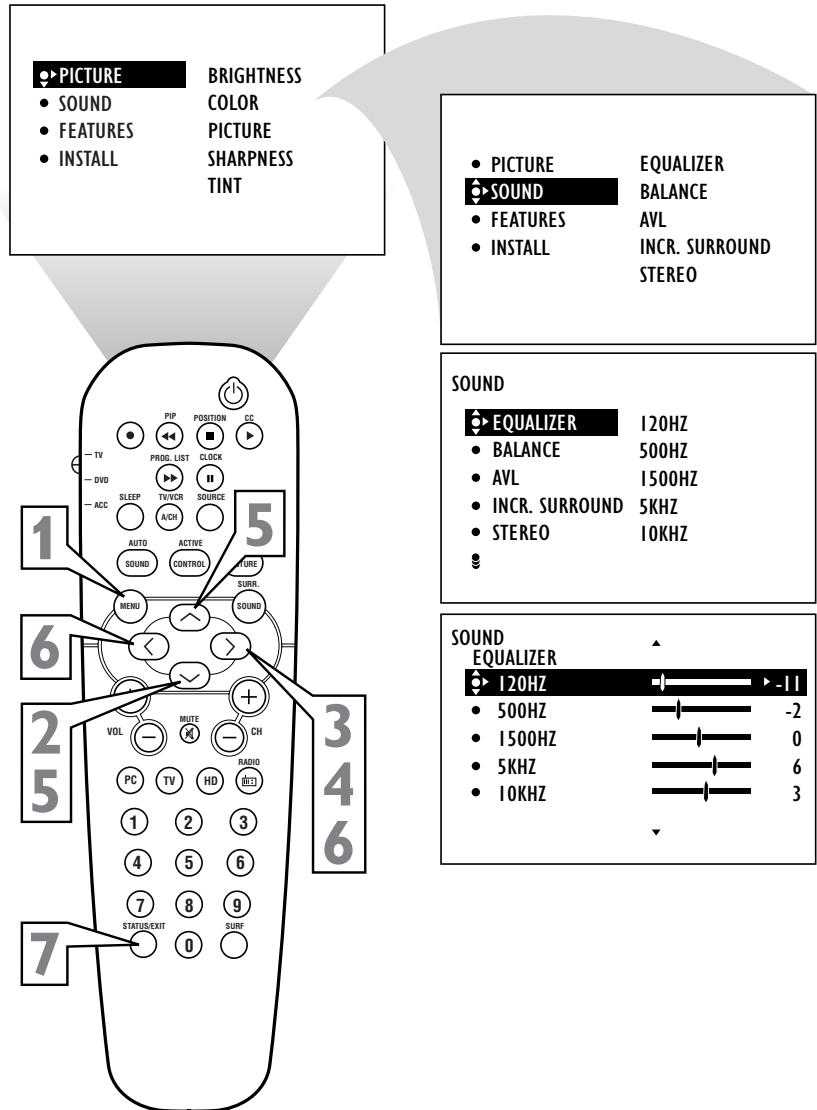 PICTURE BRIGHTNESS
SOUND COLOR
FEATURES PICTURE
INSTALL SHARPNESS
TINT
PICTURE EQUALIZER
SOUND BALANCE
FEATURES AVL
INSTALL INCR. SURROUND
STEREO
SOUND
EQUALIZER 120HZ
BALANCE 500HZ
AVL 1500HZ
INCR. SURROUND 5KHZ
STEREO 10KHZ
SOUND
EQUALIZER
120HZ -11
500HZ -2
1500HZ 0
5KHZ 6
10KHZ 3
PIP POSITION CC
TV
DVD
ACC
PROG. LIST CLOCK
SLEEP TV/VCR SOURCE
A/CH
AUTO ACTIVE
SOUND CONTROL TURE
SURR.
MENU SOUND
MUTE
VOL CH
RADIO
PC TV HD
1 2 3
4 5 6
7 8 9
STATUS/EXIT SURF
0
1
5
6
2
5
3
4
6
7